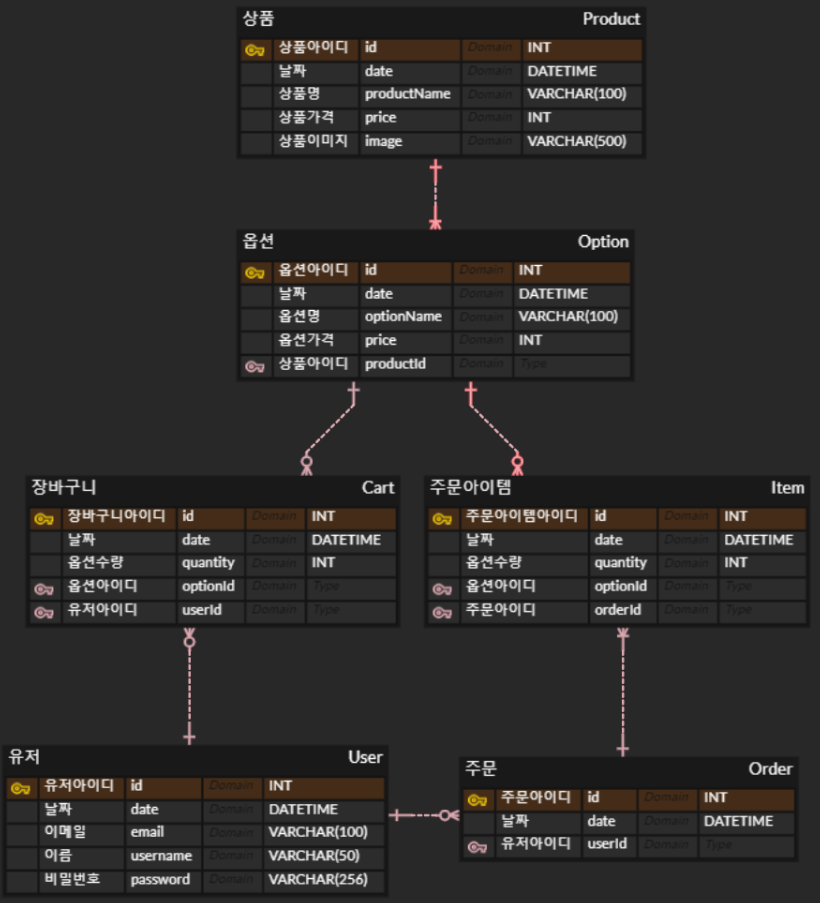 상품 Product
상품아이디 id Domain INT
날짜 date Domain DATETIME
상품명 productName Domain VARCHAR(100)
상품가격 price Domain INT
상품이미지 image Domain VARCHAR(500)
옵션 Option
옵션아이디 id Domain INT
날짜 date Domain DATETIME
옵션명 optionName Domain VARCHAR(100)
옵션가격 price Domain INT
상품아이디 productId Domain Type
장바구니 Cart
장바구니아이디 id Domain INT
날짜 date Domain DATETIME
옵션수량 quantity Domain INT
옵션아이디 optionId Domain Type
유저아이디 userId Domain Type
주문아이템 Item
주문아이템아이디 id Domain INT
날짜 date Domain DATETIME
옵션수량 quantity Domain INT
옵션아이디 optionId Domain Type
주문아이디 orderId Domain Type
유저 User
유저아이디 id Domain INT
날짜 date Domain DATETIME
이메일 email Domain VARCHAR(100)
이름 username Domain VARCHAR(50)
비밀번호 password Domain VARCHAR(256)
주문 Order
주문아이디 id Domain INT
날짜 date Domain DATETIME
유저아이디 userId Domain Type